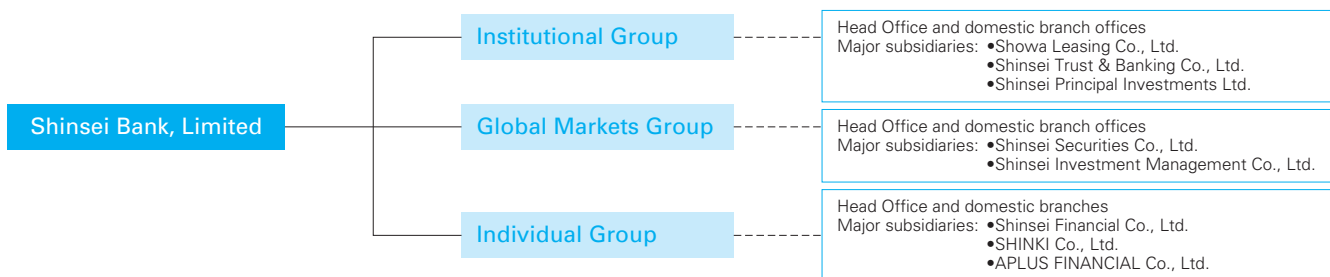 Shinsei Bank, Limited
Institutional Group
Head Office and domestic branch offices
Major subsidiaries: •Showa Leasing Co., Ltd.
•Shinsei Trust & Banking Co., Ltd.
•Shinsei Principal Investments Ltd.
Global Markets Group
Head Office and domestic branch offices
Major subsidiaries: •Shinsei Securities Co., Ltd.
•Shinsei Investment Management Co., Ltd.
Individual Group
Head Office and domestic branches
Major subsidiaries: •Shinsei Financial Co., Ltd.
•SHINKI Co., Ltd.
•APLUS FINANCIAL Co., Ltd.